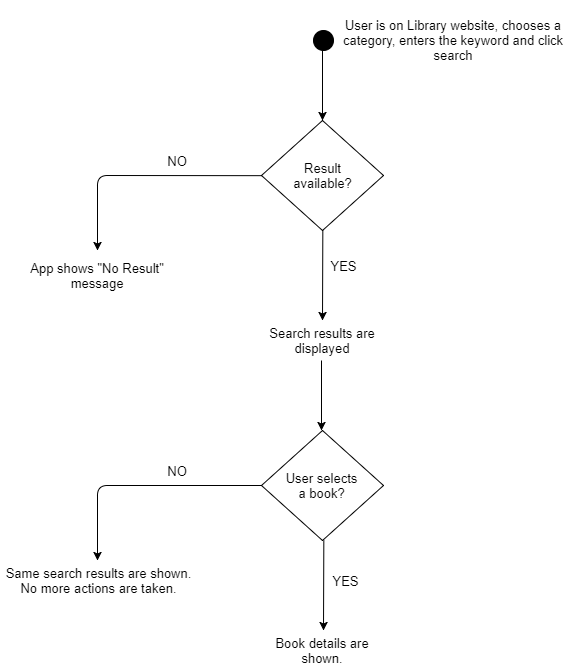 User is on Library website, chooses a
category, enters the keyword and click
search
Result
available?
NO
App shows "No Result"
message
YES
Search results are
displayed
User selects
a book?
NO
Same search results are shown.
No more actions are taken.
YES
Book details are
shown.